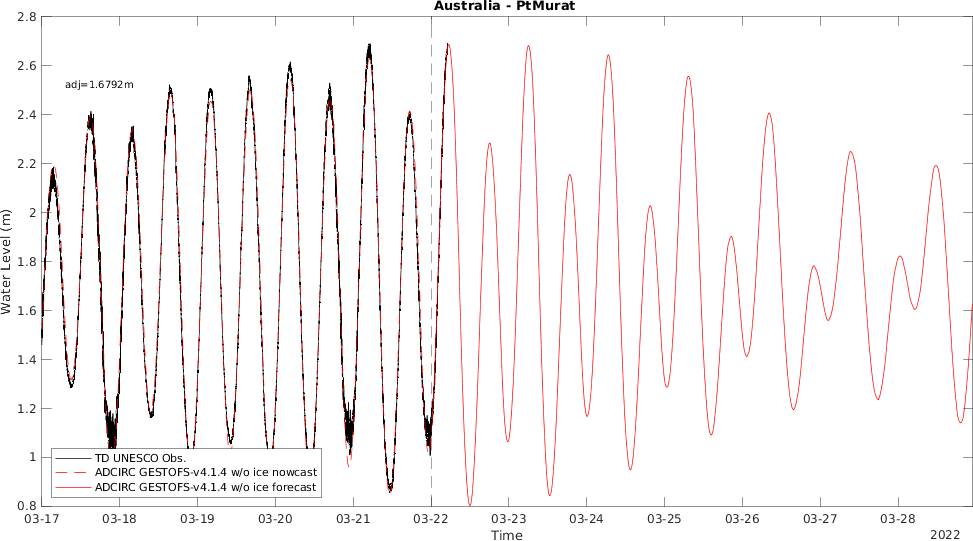 Australia - PtMurat
2.8
2.6
2.4
2.2
2
1.8
1.6
1.4
1.2
1
0.8
Water Level (m)
adj=1.6792m
TD UNESCO Obs.
ADCIRC GESTOFS-v4.1.4 w/o ice nowcast
ADCIRC GESTOFS-v4.1.4 w/o ice forecast
03-17 03-18 03-19 03-20 03-21 03-22 03-23 03-24 03-25 03-26 03-27 03-28
Time
2022